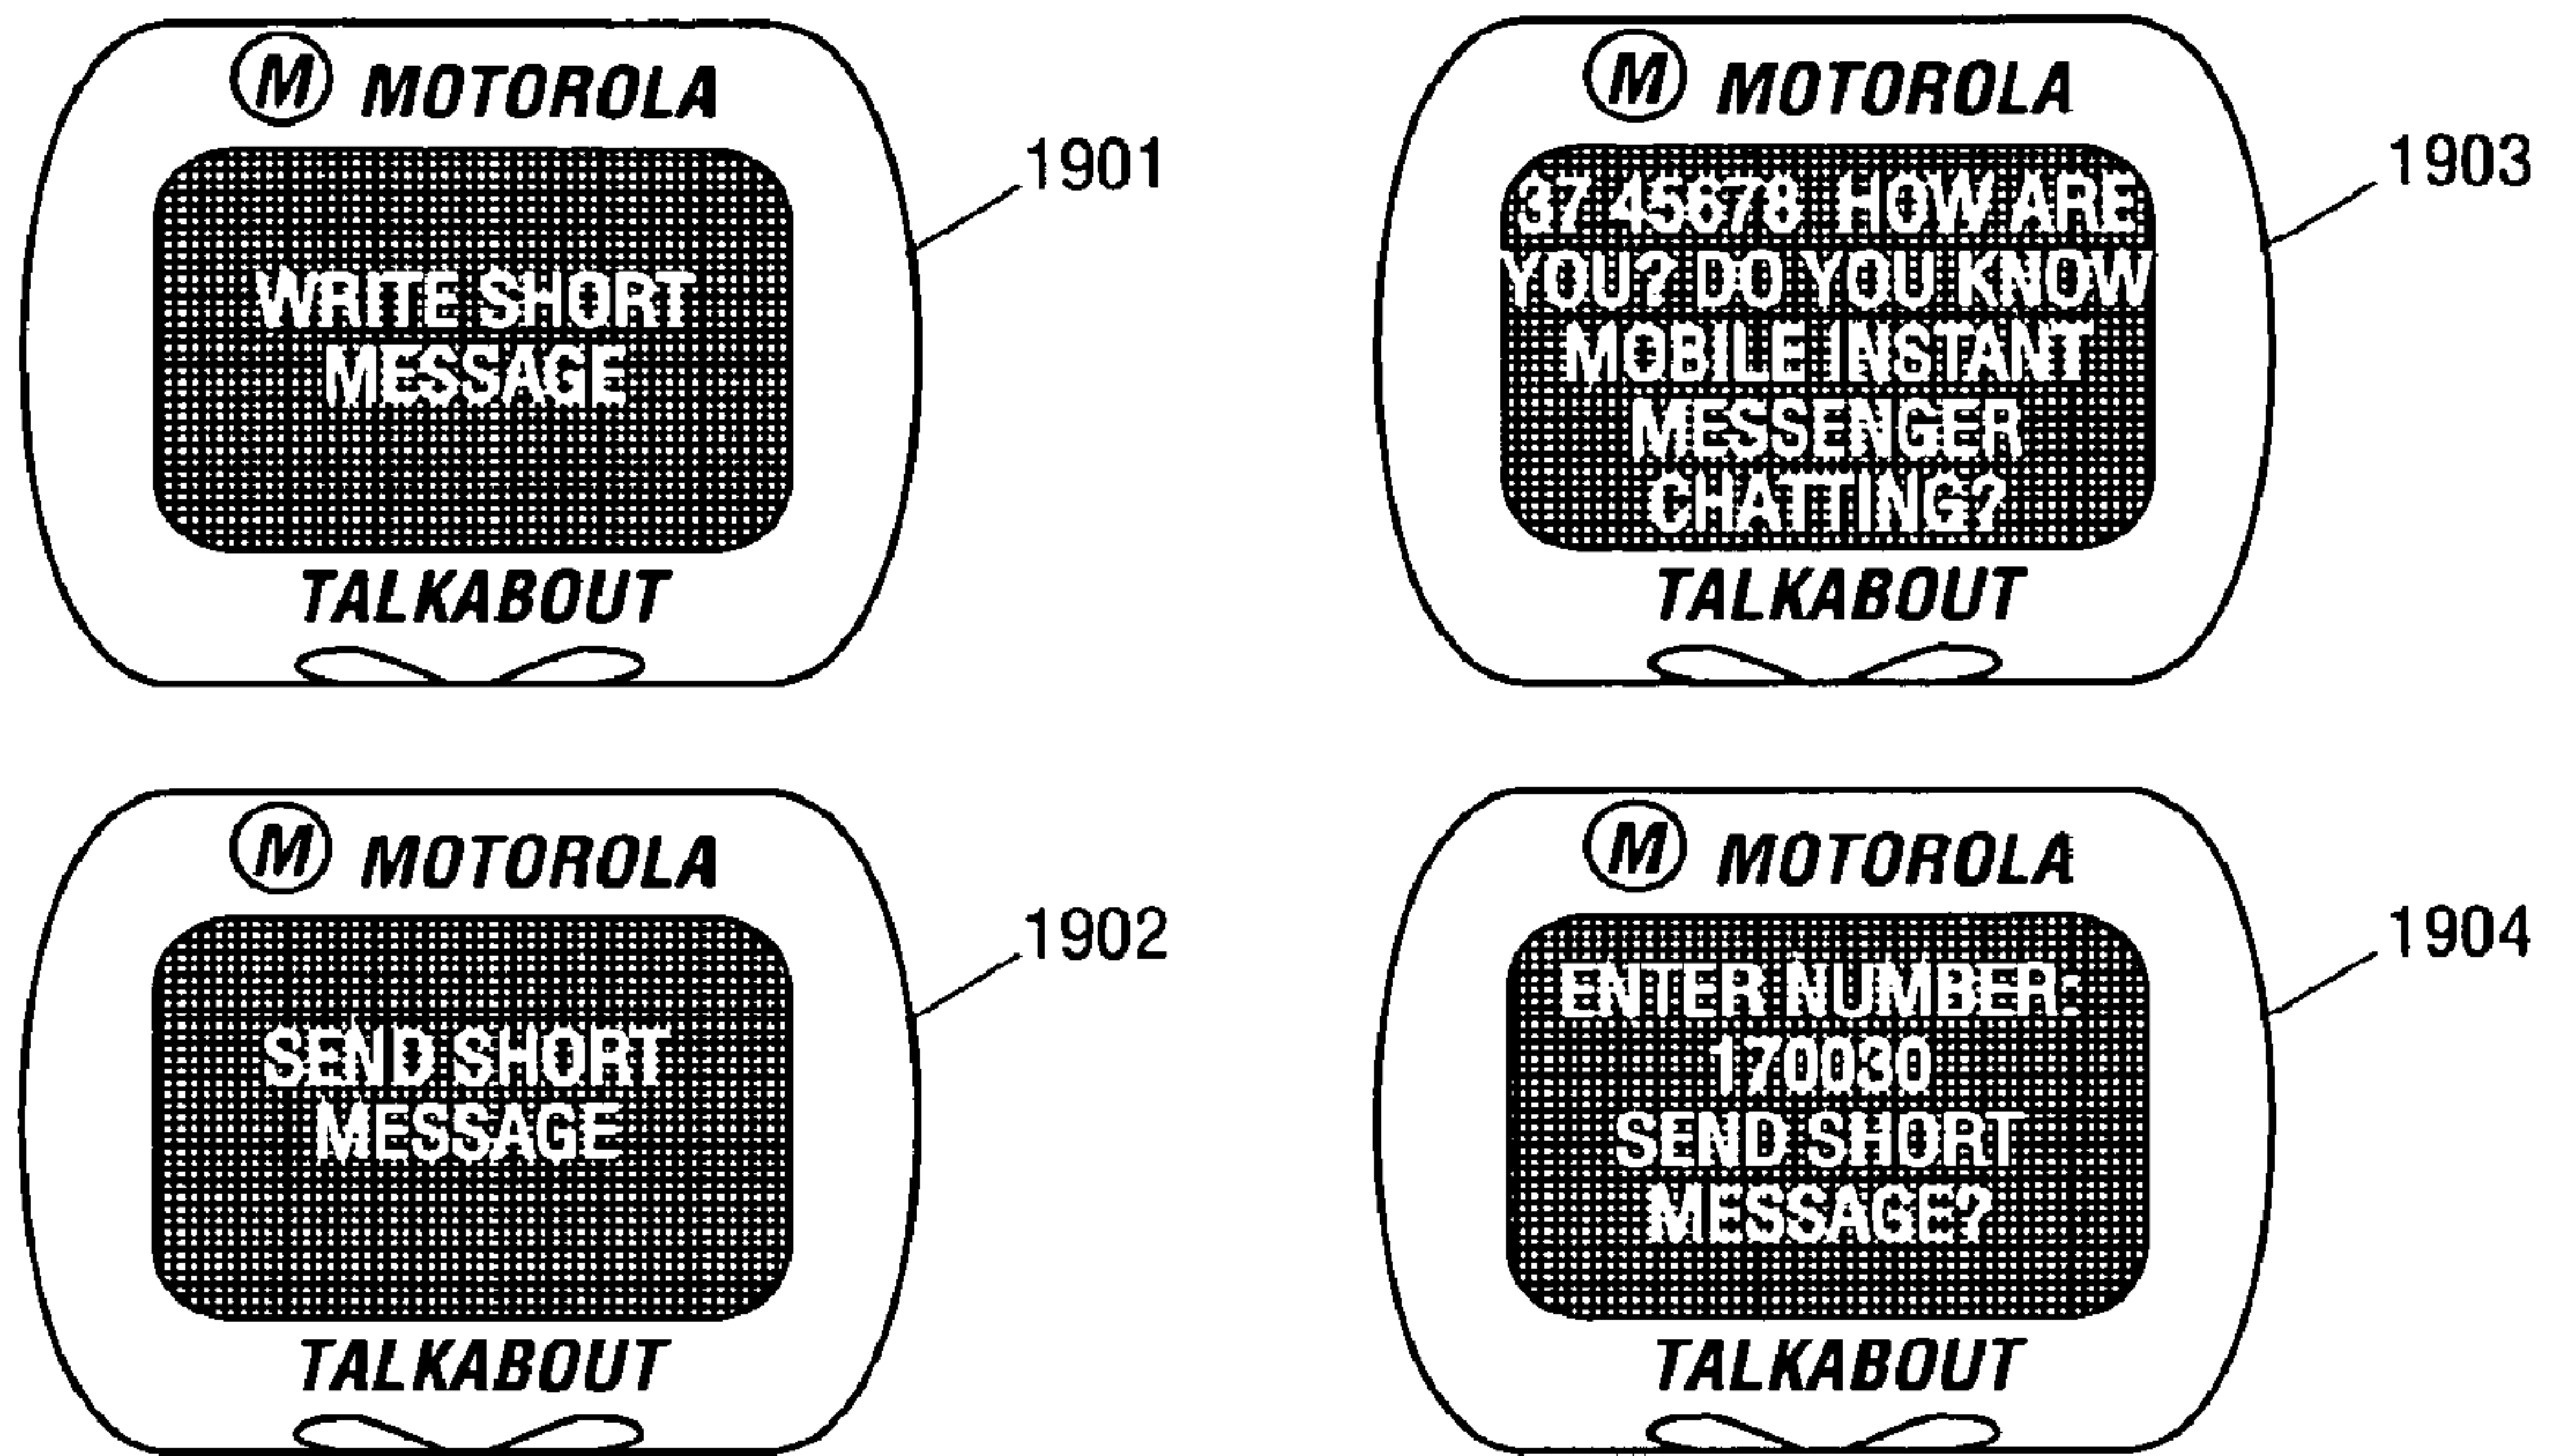 M MOTOROLA
WRITE SHORT
MESSAGE
TALKABOUT
1901
M MOTOROLA
37 45678 HOW ARE
YOU? DO YOU KNOW
MOBILE INSTANT
MESSENGER
CHATTING?
TALKABOUT
1903
M MOTOROLA
SEND SHORT
MESSAGE
TALKABOUT
1902
M MOTOROLA
ENTER NUMBER:
170030
SEND SHORT
MESSAGE?
TALKABOUT
1904